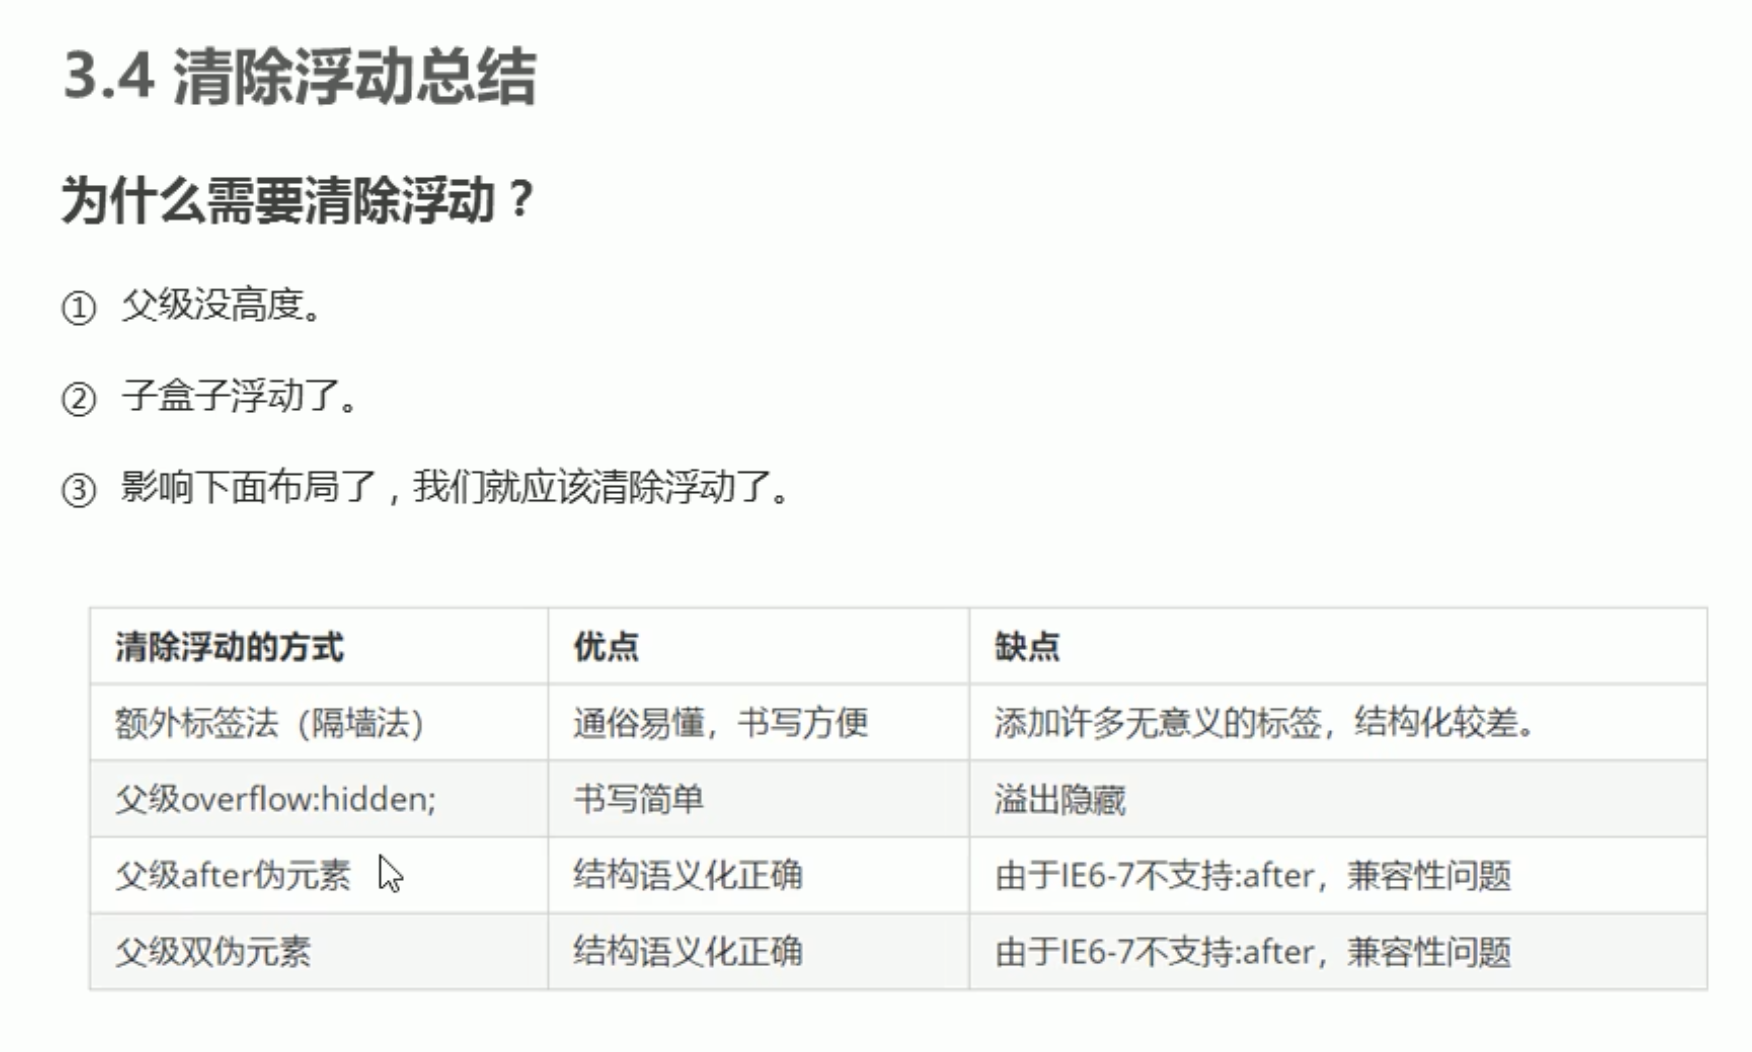 3.4 清除浮动总结
为什么需要清除浮动？
① 父级没高度。
② 子盒子浮动了。
③ 影响下面布局了，我们就应该清除浮动了。
清除浮动的方式 优点 缺点
额外标签法（隔墙法） 通俗易懂，书写方便 添加许多无意义的标签，结构化较差。
父级overflow:hidden; 书写简单 溢出隐藏
父级after伪元素 结构语义化正确 由于IE6-7不支持:after，兼容性问题
父级双伪元素 结构语义化正确 由于IE6-7不支持:after，兼容性问题